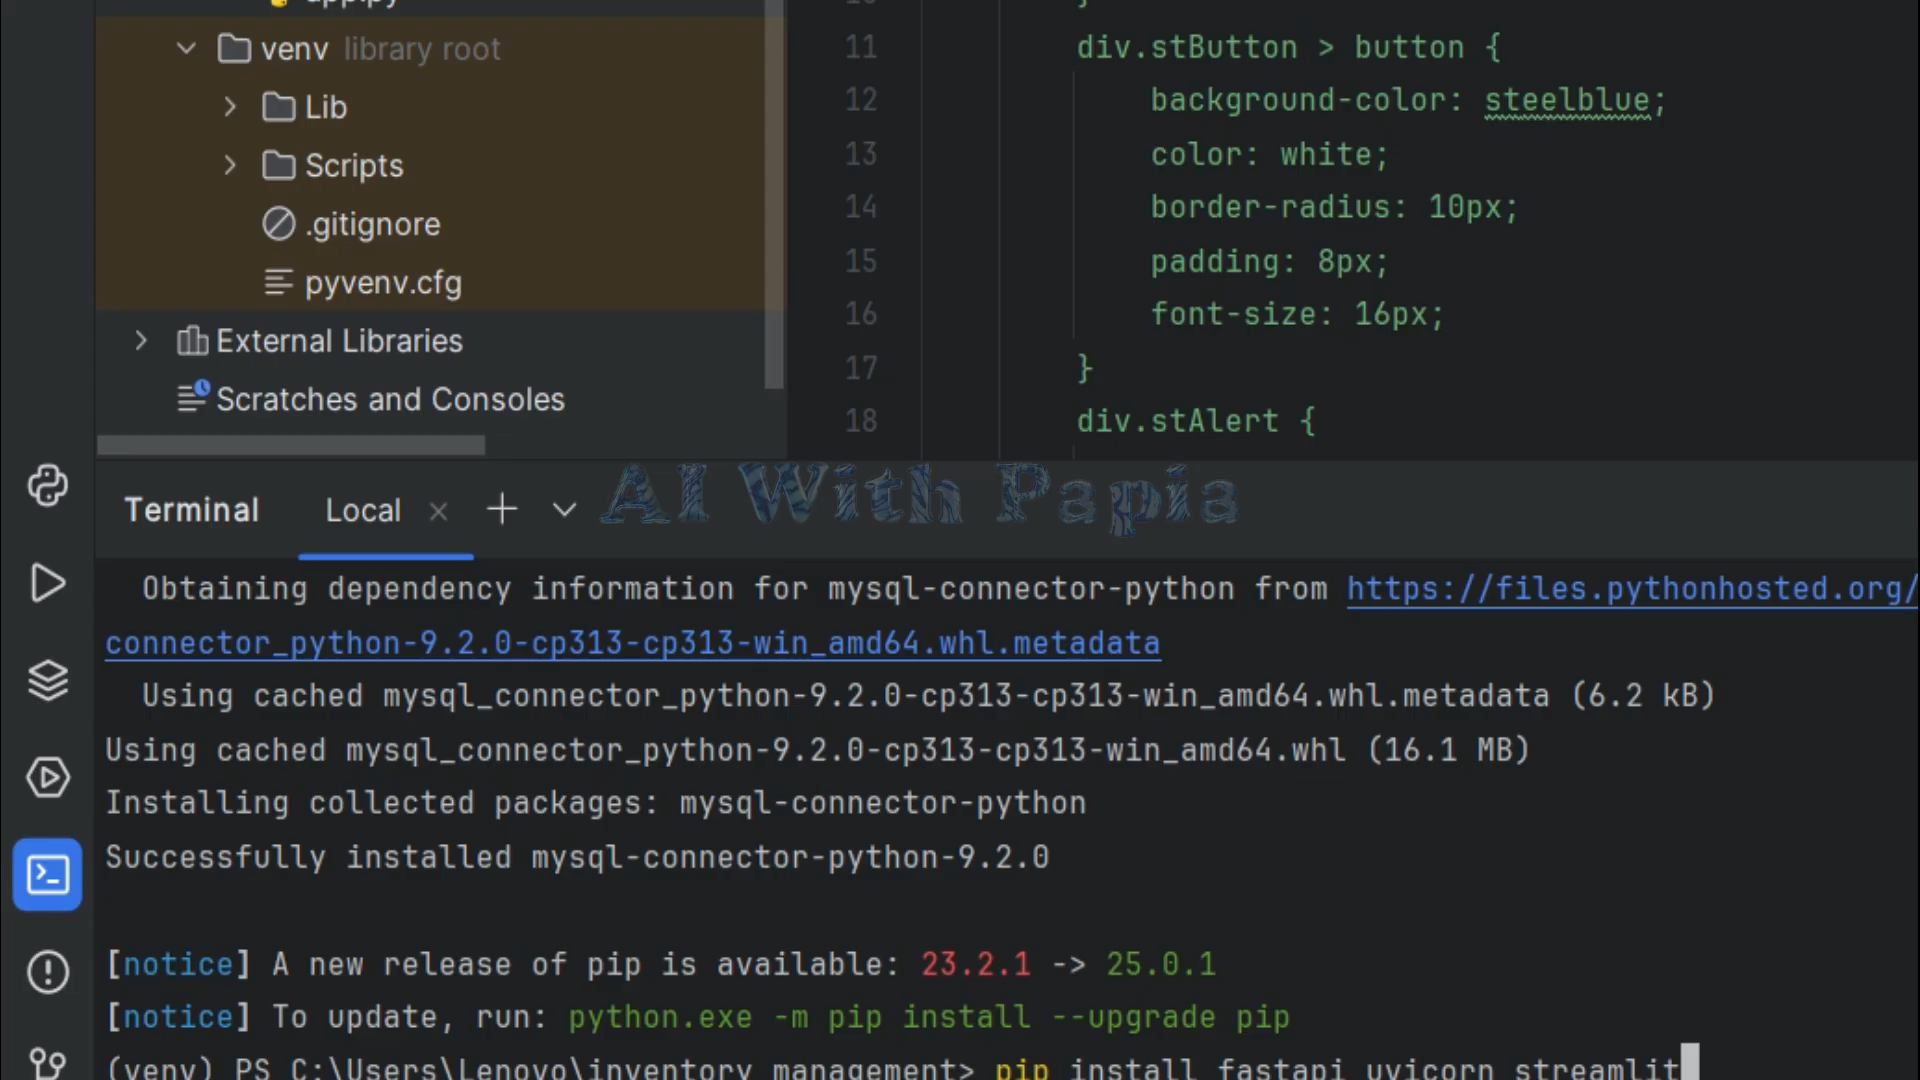 app.py
venv library root
Lib
Scripts
.gitignore
pyvenv.cfg
External Libraries
Scratches and Consoles
10 }
11 div.stButton > button {
12 background-color: steelblue;
13 color: white;
14 border-radius: 10px;
15 padding: 8px;
16 font-size: 16px;
17 }
18 div.stAlert {
Terminal Local × + AI With Papia
Obtaining dependency information for mysql-connector-python from https://files.pythonhosted.org/
connector_python-9.2.0-cp313-cp313-win_amd64.whl.metadata
Using cached mysql_connector_python-9.2.0-cp313-cp313-win_amd64.whl.metadata (6.2 kB)
Using cached mysql_connector_python-9.2.0-cp313-cp313-win_amd64.whl (16.1 MB)
Installing collected packages: mysql-connector-python
Successfully installed mysql-connector-python-9.2.0
[notice] A new release of pip is available: 23.2.1 -> 25.0.1
[notice] To update, run: python.exe -m pip install --upgrade pip
(venv) PS C:\Users\Lenovo\inventory_management> pip install fastapi uvicorn streamlit